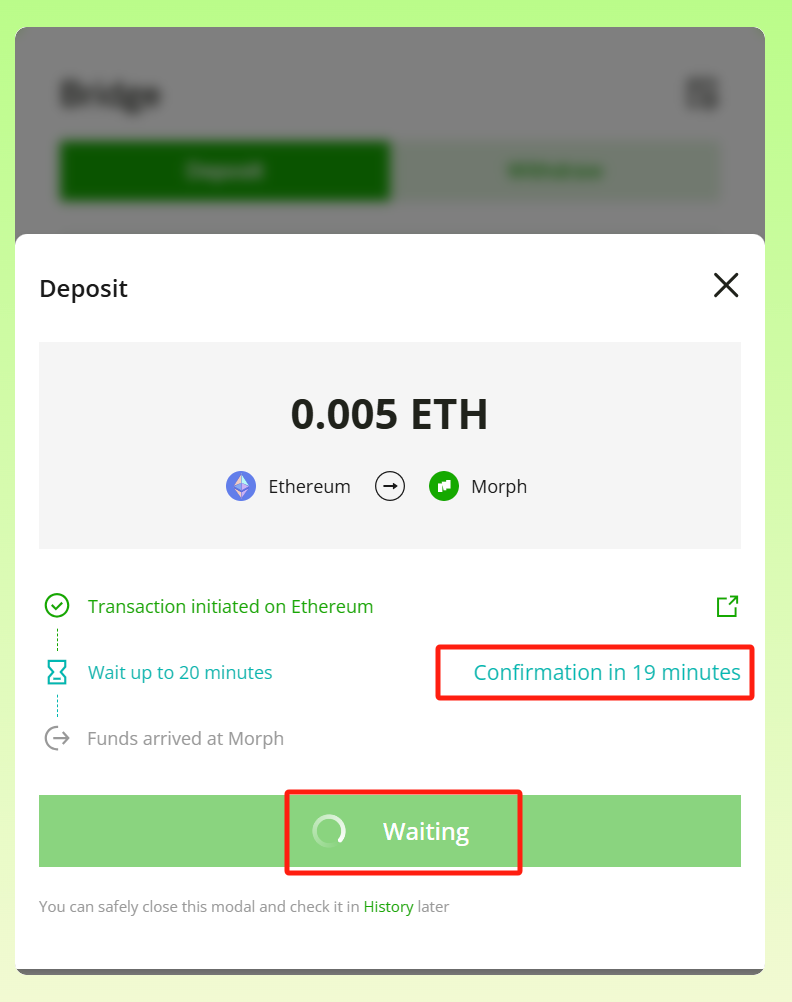 Bridge
Deposit
Withdraw
Deposit
0.005 ETH
Ethereum
Morph
Transaction initiated on Ethereum
Wait up to 20 minutes
Confirmation in 19 minutes
Funds arrived at Morph
Waiting
You can safely close this modal and check it in History later